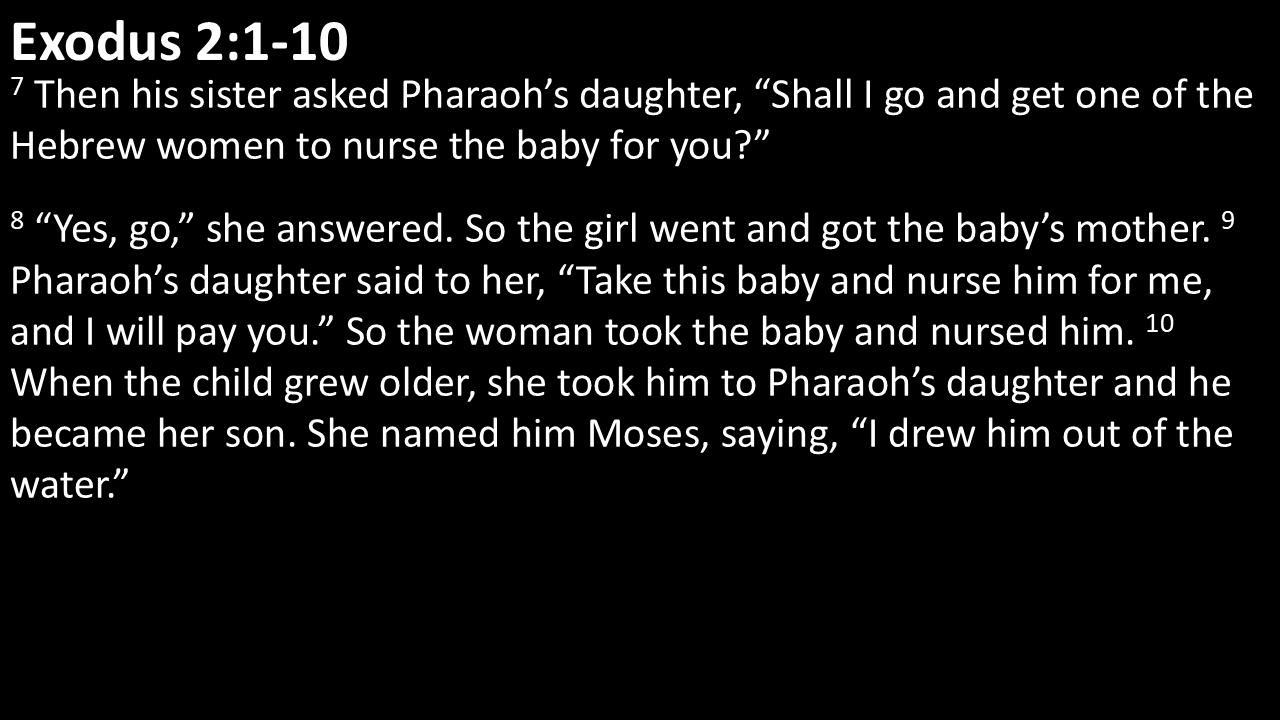 Exodus 2:1-10
7 Then his sister asked Pharaoh’s daughter, “Shall I go and get one of the
Hebrew women to nurse the baby for you?”
8 “Yes, go,” she answered. So the girl went and got the baby’s mother. 9
Pharaoh’s daughter said to her, “Take this baby and nurse him for me,
and I will pay you.” So the woman took the baby and nursed him. 10
When the child grew older, she took him to Pharaoh’s daughter and he
became her son. She named him Moses, saying, “I drew him out of the
water.”